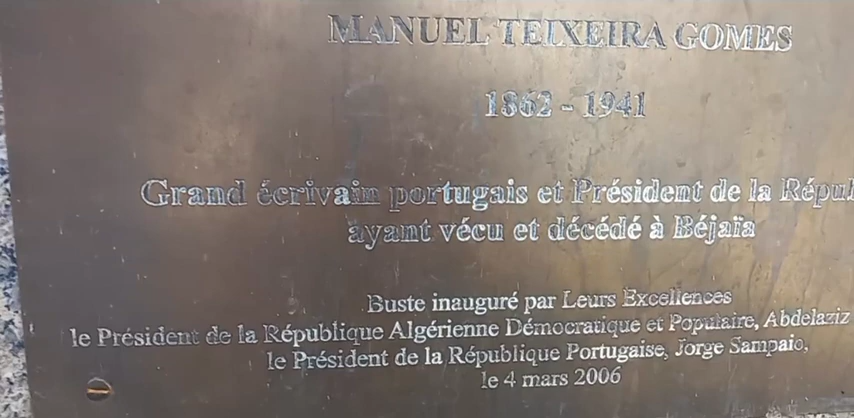 MANUEL TEIXEIRA GOMES
1862 - 1941
Grand écrivain portugais et Président de la Répu
ayant vécu et décédé à Béjaïa
Buste inauguré par Leurs Excellences
le Président de la République Algérienne Démocratique et Populaire, Abdelaziz
le Président de la République Portugaise, Jorge Sampaio,
le 4 mars 2006